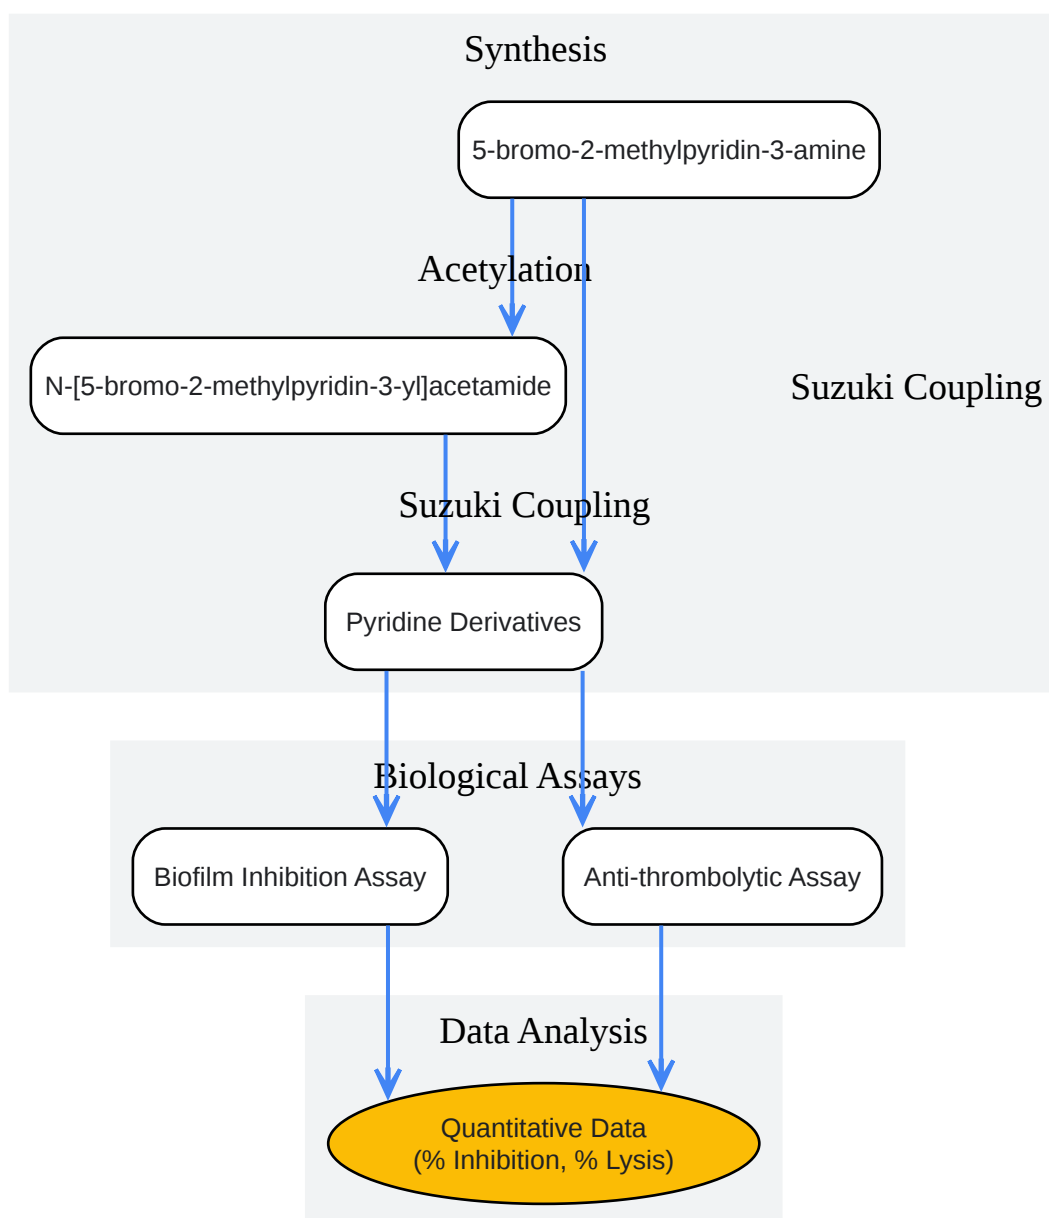 Synthesis
5-bromo-2-methylpyridin-3-amine
Acetylation
N-[5-bromo-2-methylpyridin-3-yl]acetamide
Suzuki Coupling
Suzuki Coupling
Pyridine Derivatives
Biological Assays
Biofilm Inhibition Assay
Anti-thrombolytic Assay
Data Analysis
Quantitative Data
(% Inhibition, % Lysis)